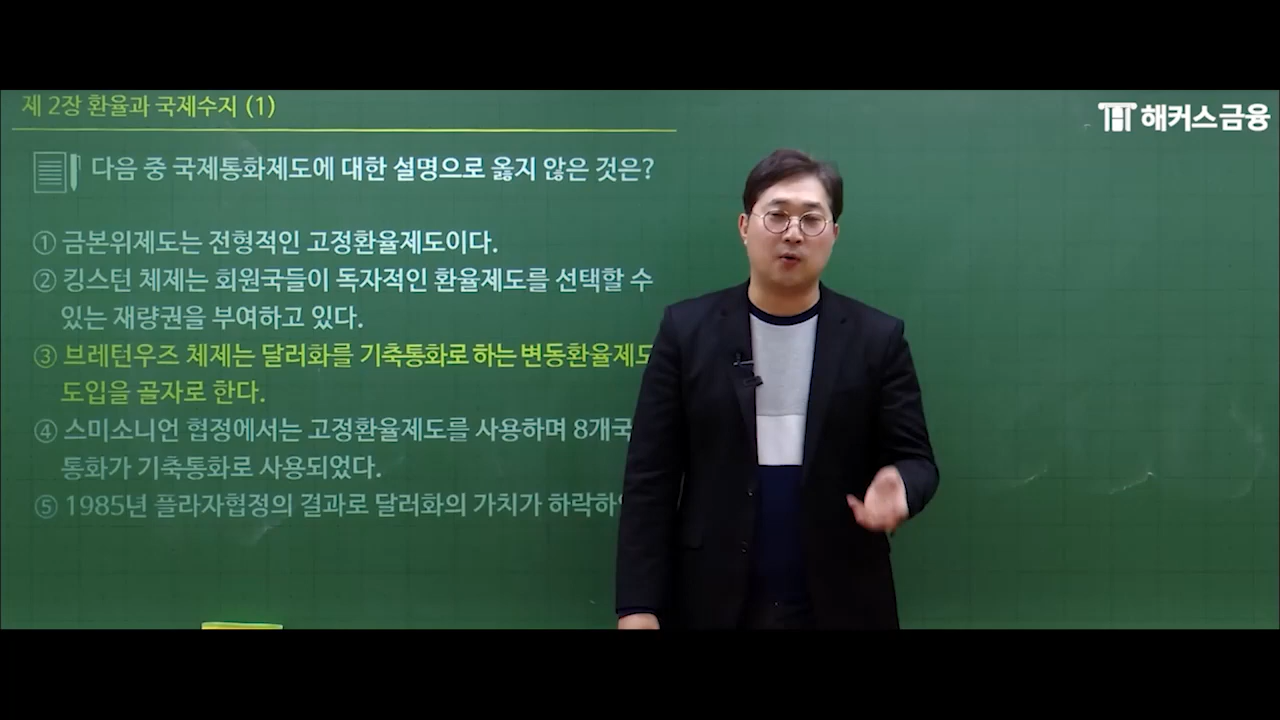 제 2장 환율과 국제수지 (1)
해커스금융
다음 중 국제통화제도에 대한 설명으로 옳지 않은 것은?
① 금본위제도는 전형적인 고정환율제도이다.
② 킹스턴 체제는 회원국들이 독자적인 환율제도를 선택할 수
있는 재량권을 부여하고 있다.
③ 브레턴우즈 체제는 달러화를 기축통화로 하는 변동환율제도
도입을 골자로 한다.
④ 스미소니언 협정에서는 고정환율제도를 사용하며 8개국
통화가 기축통화로 사용되었다.
⑤ 1985년 플라자협정의 결과로 달러화의 가치가